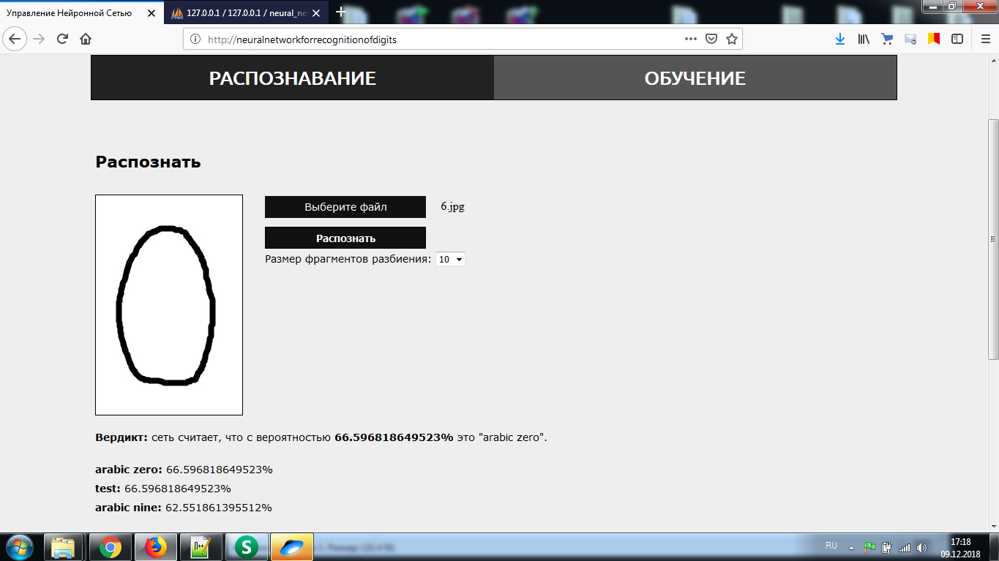 Управление Нейронной Сетью
127.0.0.1 / 127.0.0.1 / neural_ne
http://neuralnetworkforrecognitionofdigits
РАСПОЗНАВАНИЕ
ОБУЧЕНИЕ
Распознать
Выберите файл
6.jpg
Распознать
Размер фрагментов разбиения:
10
Вердикт: сеть считает, что с вероятностью 66.596818649523% это "arabic zero".
arabic zero: 66.596818649523%
test: 66.596818649523%
arabic nine: 62.551861395512%
RU
17:18
09.12.2018